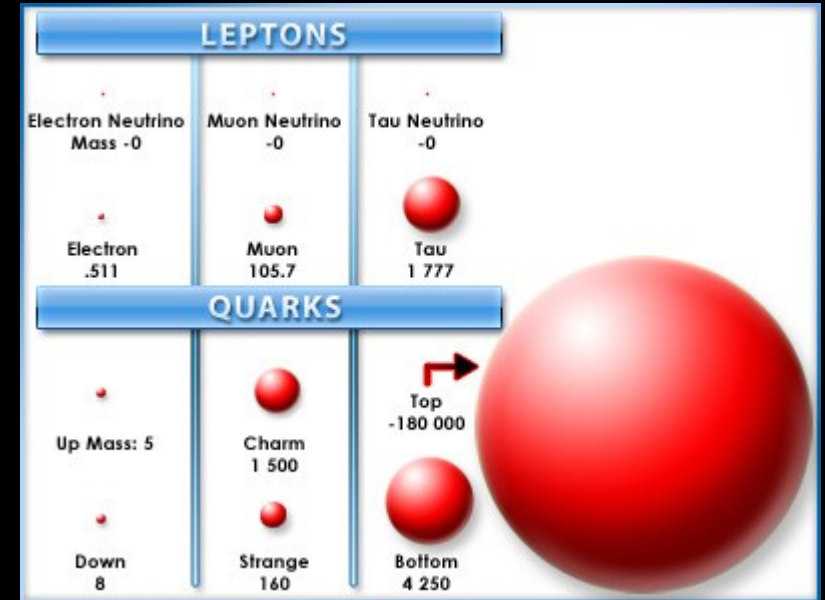 LEPTONS
Electron Neutrino
Mass -0
Muon Neutrino
-0
Tau Neutrino
-0
Electron
.511
Muon
105.7
Tau
1 777
QUARKS
Up Mass: 5
Charm
1 500
Top
-180 000
Down
8
Strange
160
Bottom
4 250